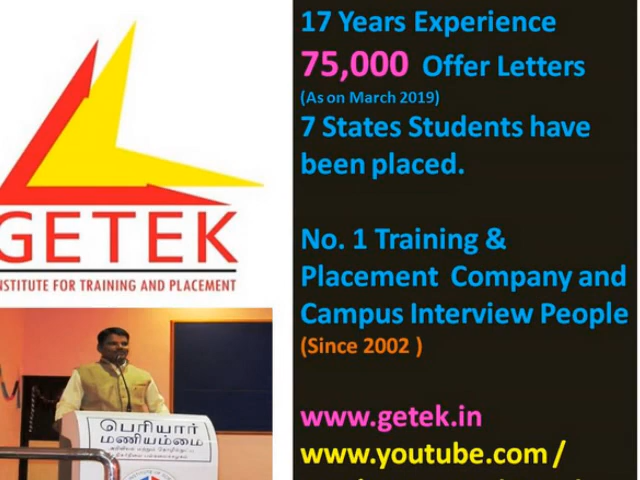 GETEK
INSTITUTE FOR TRAINING AND PLACEMENT
பெரியார்
மணியம்மை
17 Years Experience
75,000 Offer Letters
(As on March 2019)
7 States Students have
been placed.
No. 1 Training &
Placement Company and
Campus Interview People
(Since 2002 )
www.getek.in
www.youtube.com/